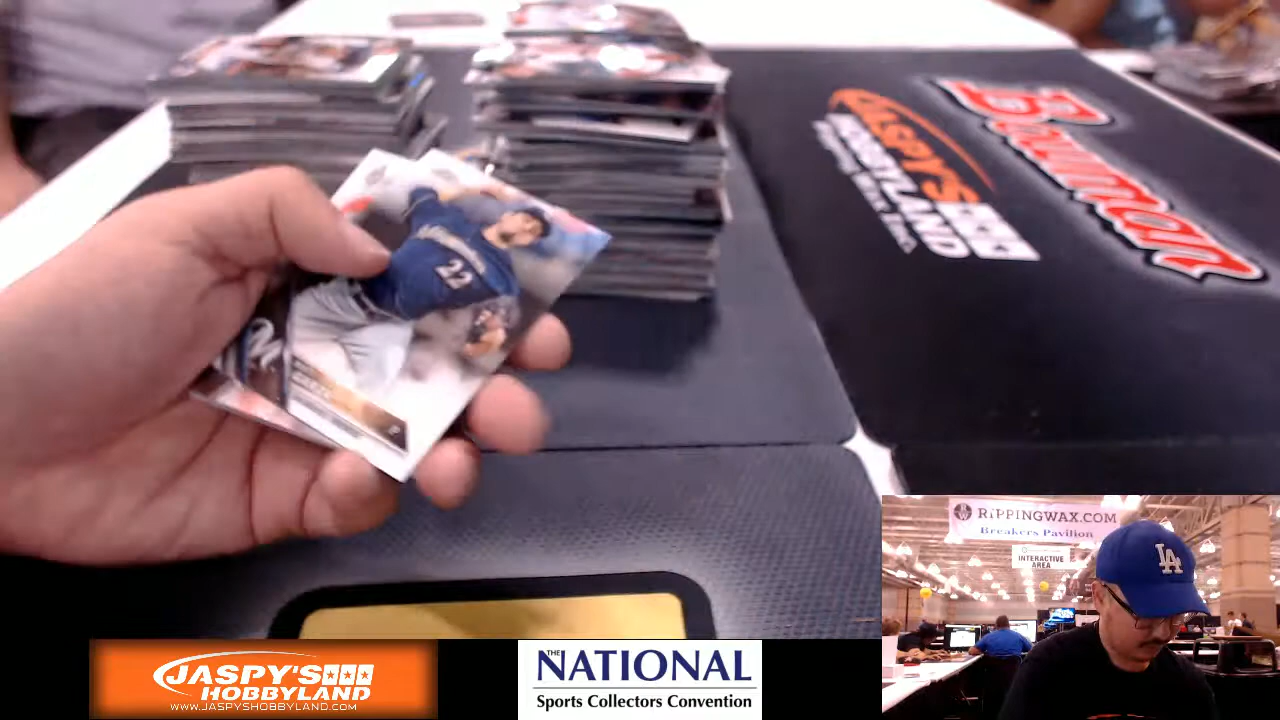 Bowman
JASPY'S
HOBBYLAND
22
RiPPINGWAX.COM
Breakers Pavilion
INTERACTIVE
AREA
LA
JASPY'S
HOBBYLAND
WWW.JASPYSHOBBYLAND.COM
THE
NATIONAL
Sports Collectors Convention